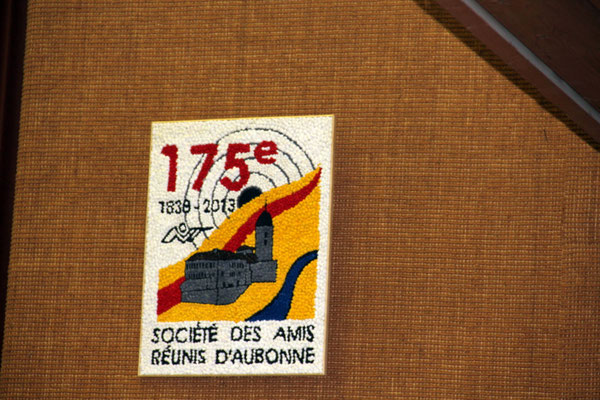 175e
1838-2013
SOCIÉTÉ DES AMIS
RÉUNIS D'AUBONNE